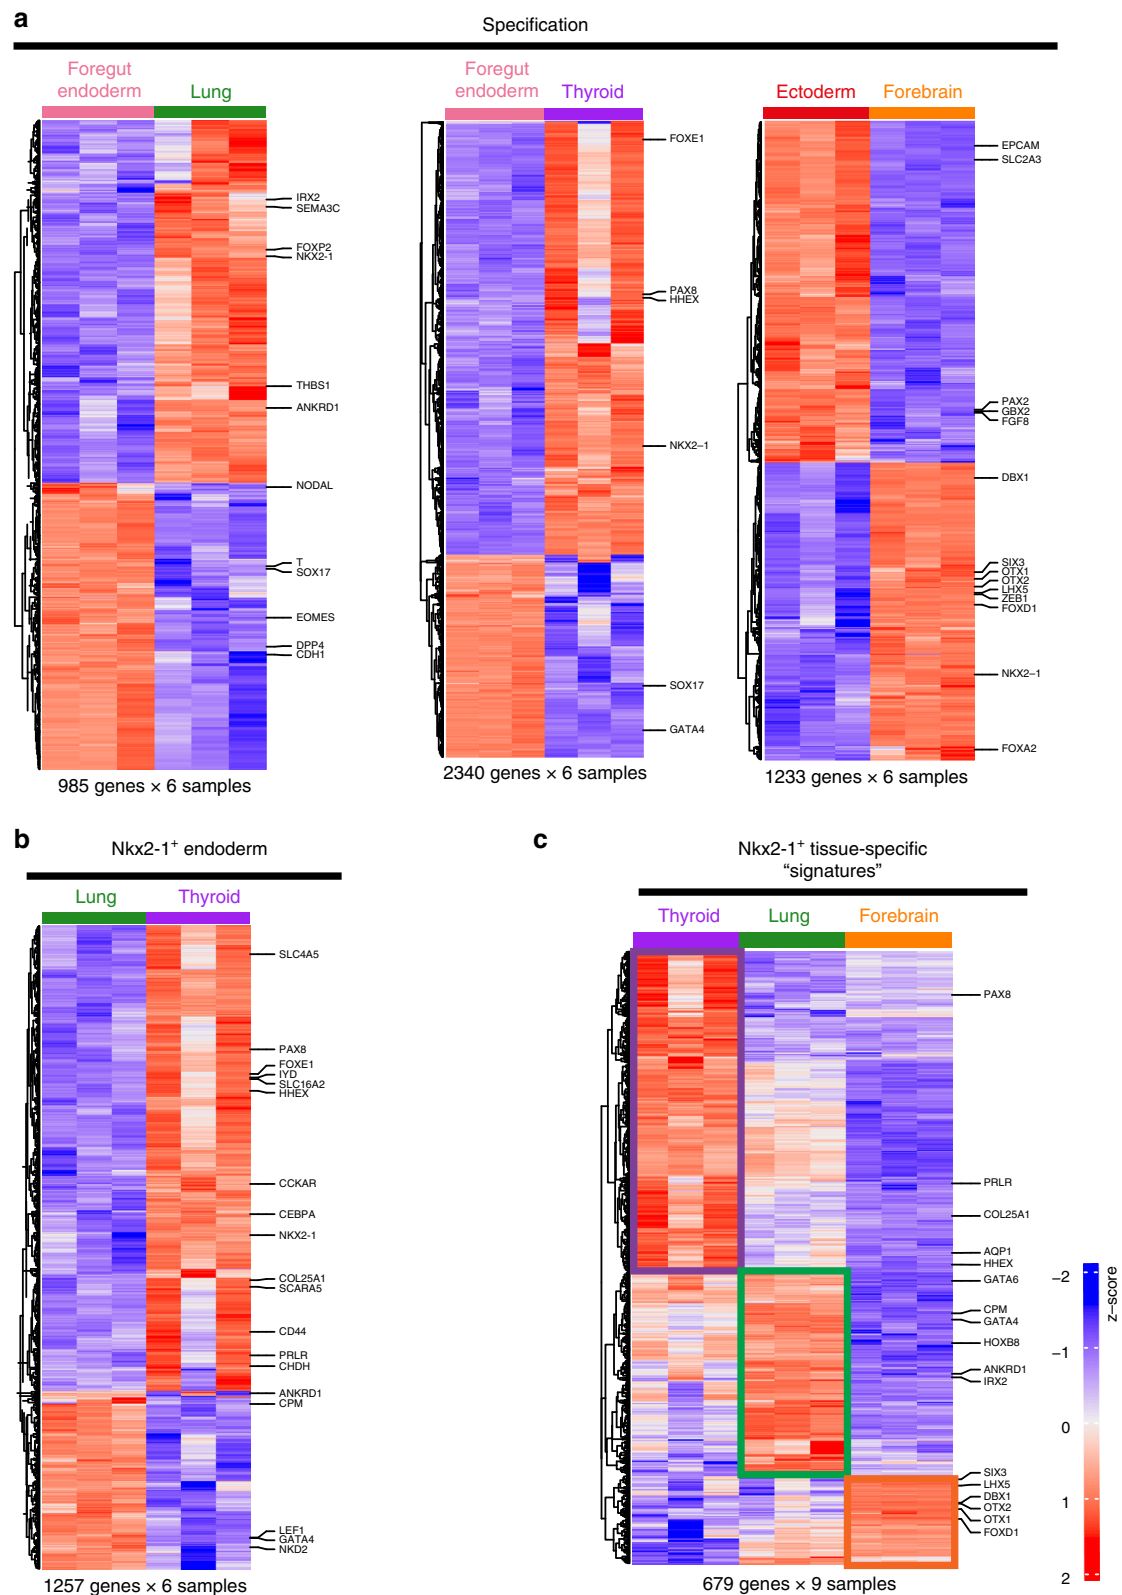 a
Specification
Foregut
endoderm
Lung
IRX2
SEMA3C
FOXP2
NKX2-1
THBS1
ANKRD1
NODAL
T
SOX17
EOMES
DPP4
CDH1
985 genes × 6 samples
Foregut
endoderm
Thyroid
FOXE1
PAX8
HHEX
NKX2–1
SOX17
GATA4
2340 genes × 6 samples
Ectoderm
Forebrain
EPCAM
SLC2A3
PAX2
GBX2
FGF8
DBX1
SIX3
OTX1
OTX2
LHX5
ZEB1
FOXD1
NKX2–1
FOXA2
1233 genes × 6 samples
b
Nkx2-1+ endoderm
Lung
Thyroid
SLC4A5
PAX8
FOXE1
IYD
SLC16A2
HHEX
CCKAR
CEBPA
NKX2-1
COL25A1
SCARA5
CD44
PRLR
CHDH
ANKRD1
CPM
LEF1
GATA4
NKD2
1257 genes × 6 samples
c
Nkx2-1+ tissue-specific
“signatures”
Thyroid
Lung
Forebrain
PAX8
PRLR
COL25A1
AQP1
HHEX
GATA6
CPM
GATA4
HOXB8
ANKRD1
IRX2
SIX3
LHX5
DBX1
OTX2
OTX1
FOXD1
679 genes × 9 samples
−2
−1
0
1
2
z−score